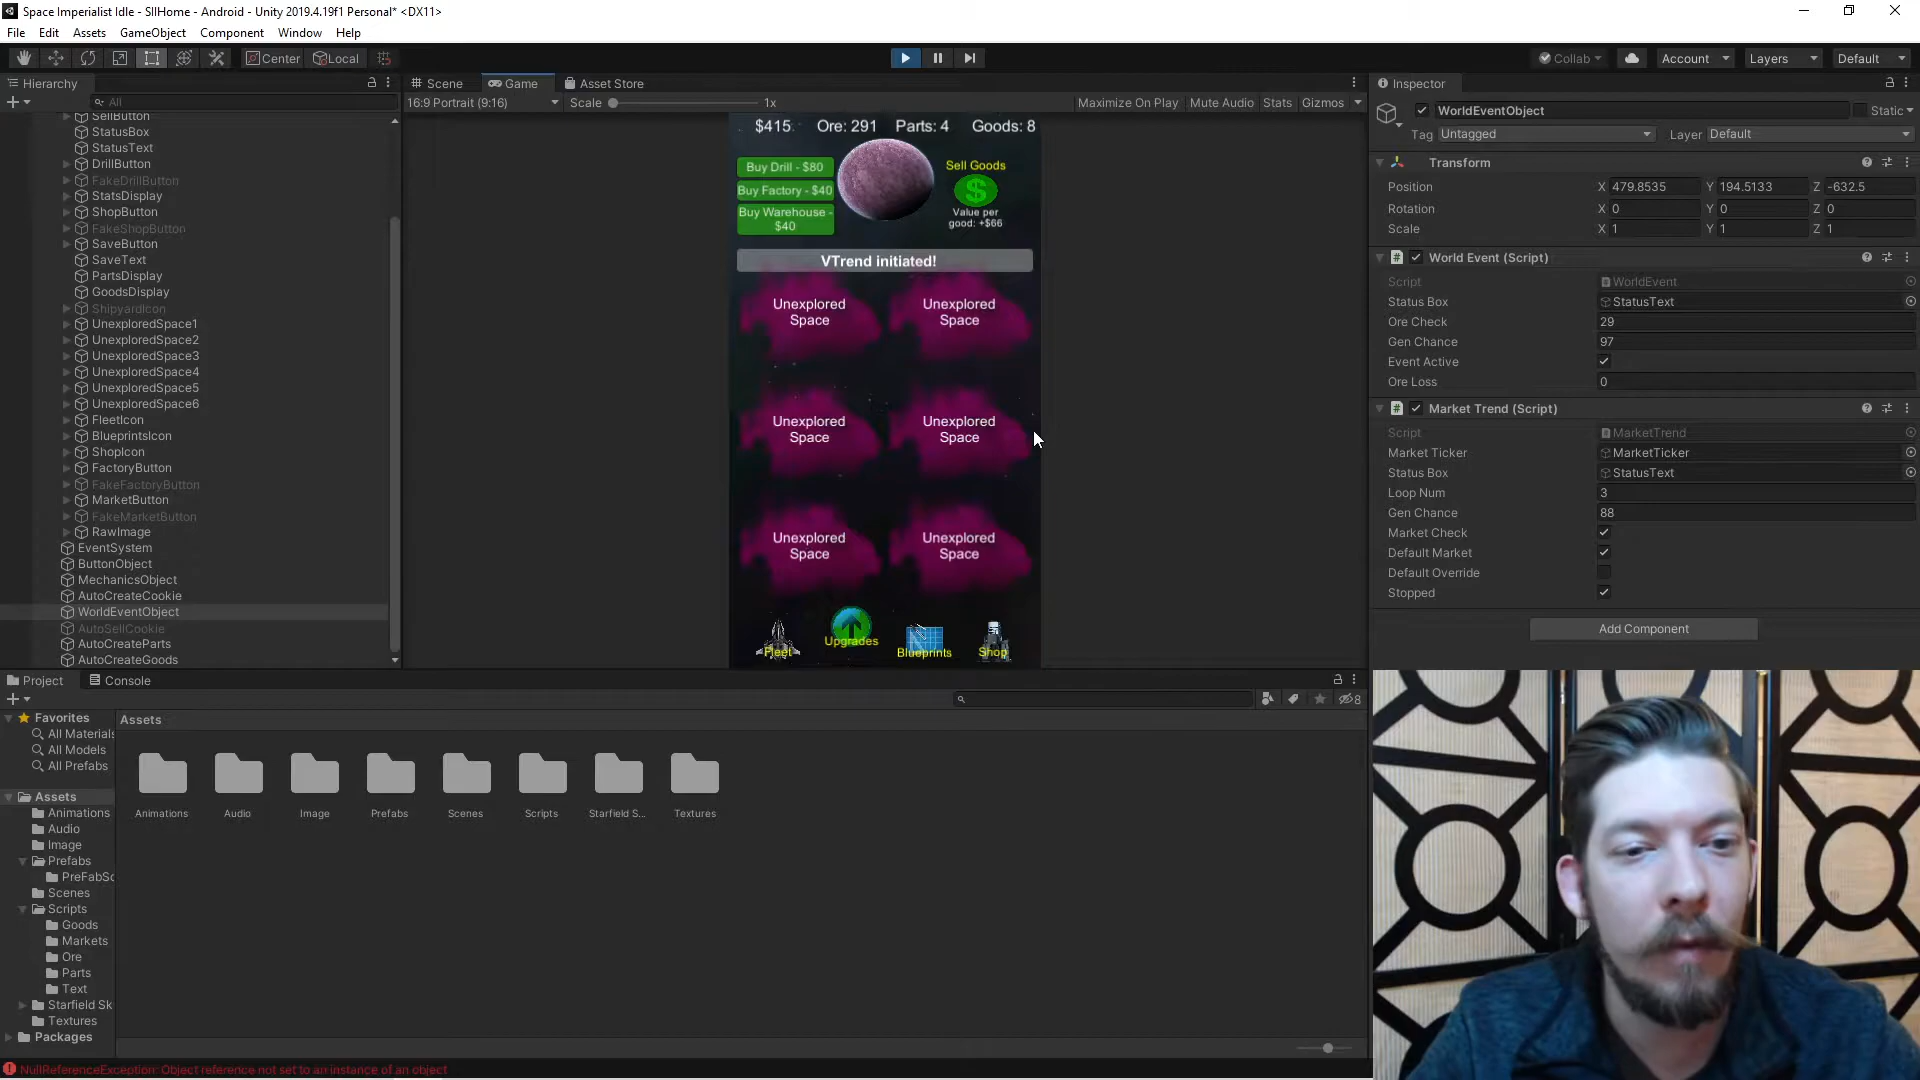 Space Imperialist Idle - SIIHome - Android - Unity 2019.4.19f1 Personal* <DX11>
File Edit Assets GameObject Component Window Help
Center Local Collab Account Layers Default
Hierarchy
All
SellButton
StatusBox
StatusText
DrillButton
FakeDrillButton
StatsDisplay
ShopButton
FakeShopButton
SaveButton
SaveText
PartsDisplay
GoodsDisplay
ShipyardIcon
UnexploredSpace1
UnexploredSpace2
UnexploredSpace3
UnexploredSpace4
UnexploredSpace5
UnexploredSpace6
FleetIcon
BlueprintsIcon
ShopIcon
FactoryButton
FakeFactoryButton
MarketButton
FakeMarketButton
RawImage
EventSystem
ButtonObject
MechanicsObject
AutoCreateCookie
WorldEventObject
AutoSellCookie
AutoCreateParts
AutoCreateGoods
Scene Game Asset Store
16:9 Portrait (9:16) Scale 1x Maximize On Play Mute Audio Stats Gizmos
$415 Ore: 291 Parts: 4 Goods: 8
Buy Drill - $80
Buy Factory - $40
Buy Warehouse -
$40
Sell Goods
$
Value per
good: +$66
VTrend initiated!
Unexplored
Space
Unexplored
Space
Unexplored
Space
Unexplored
Space
Unexplored
Space
Unexplored
Space
Fleet Upgrades Blueprints Shop
Inspector
WorldEventObject Static
Tag Untagged Layer Default
Transform
Position X 479.8535 Y 194.5133 Z -632.5
Rotation X 0 Y 0 Z 0
Scale X 1 Y 1 Z 1
World Event (Script)
Script WorldEvent
Status Box StatusText
Ore Check 29
Gen Chance 97
Event Active
Ore Loss 0
Market Trend (Script)
Script MarketTrend
Market Ticker MarketTicker
Status Box StatusText
Loop Num 3
Gen Chance 88
Market Check
Default Market
Default Override
Stopped
Add Component
Project Console
8
Favorites
All Materials
All Models
All Prefabs
Assets
Animations
Audio
Image
Prefabs
PreFabSc
Scenes
Scripts
Goods
Markets
Ore
Parts
Text
Starfield Sk
Textures
Packages
Assets
Animations Audio Image Prefabs Scenes Scripts Starfield S... Textures
NullReferenceException: Object reference not set to an instance of an object